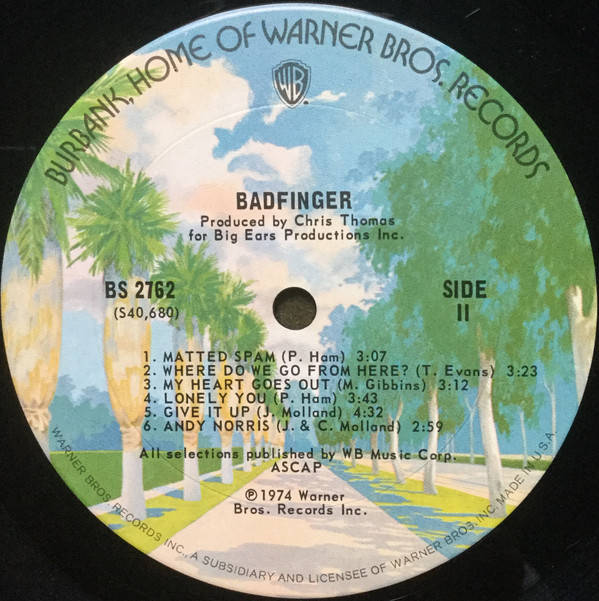 BURBANK, HOME OF WARNER BROS. RECORDS
WB
BADFINGER
Produced by Chris Thomas
for Big Ears Productions Inc.
BS 2762
(S40,680)
SIDE
II
1. MATTED SPAM (P. Ham) 3:07
2. WHERE DO WE GO FROM HERE? (T. Evans) 3:23
3. MY HEART GOES OUT (M. Gibbins) 3:12
4. LONELY YOU (P. Ham) 3:43
5. GIVE IT UP (J. Molland) 4:32
6. ANDY NORRIS (J. & C. Molland) 2:59
All selections published by WB Music Corp.
ASCAP
℗ 1974 Warner
Bros. Records Inc.
WARNER BROS. RECORDS INC., A SUBSIDIARY AND LICENSEE OF WARNER BROS. INC. MADE IN U.S.A.